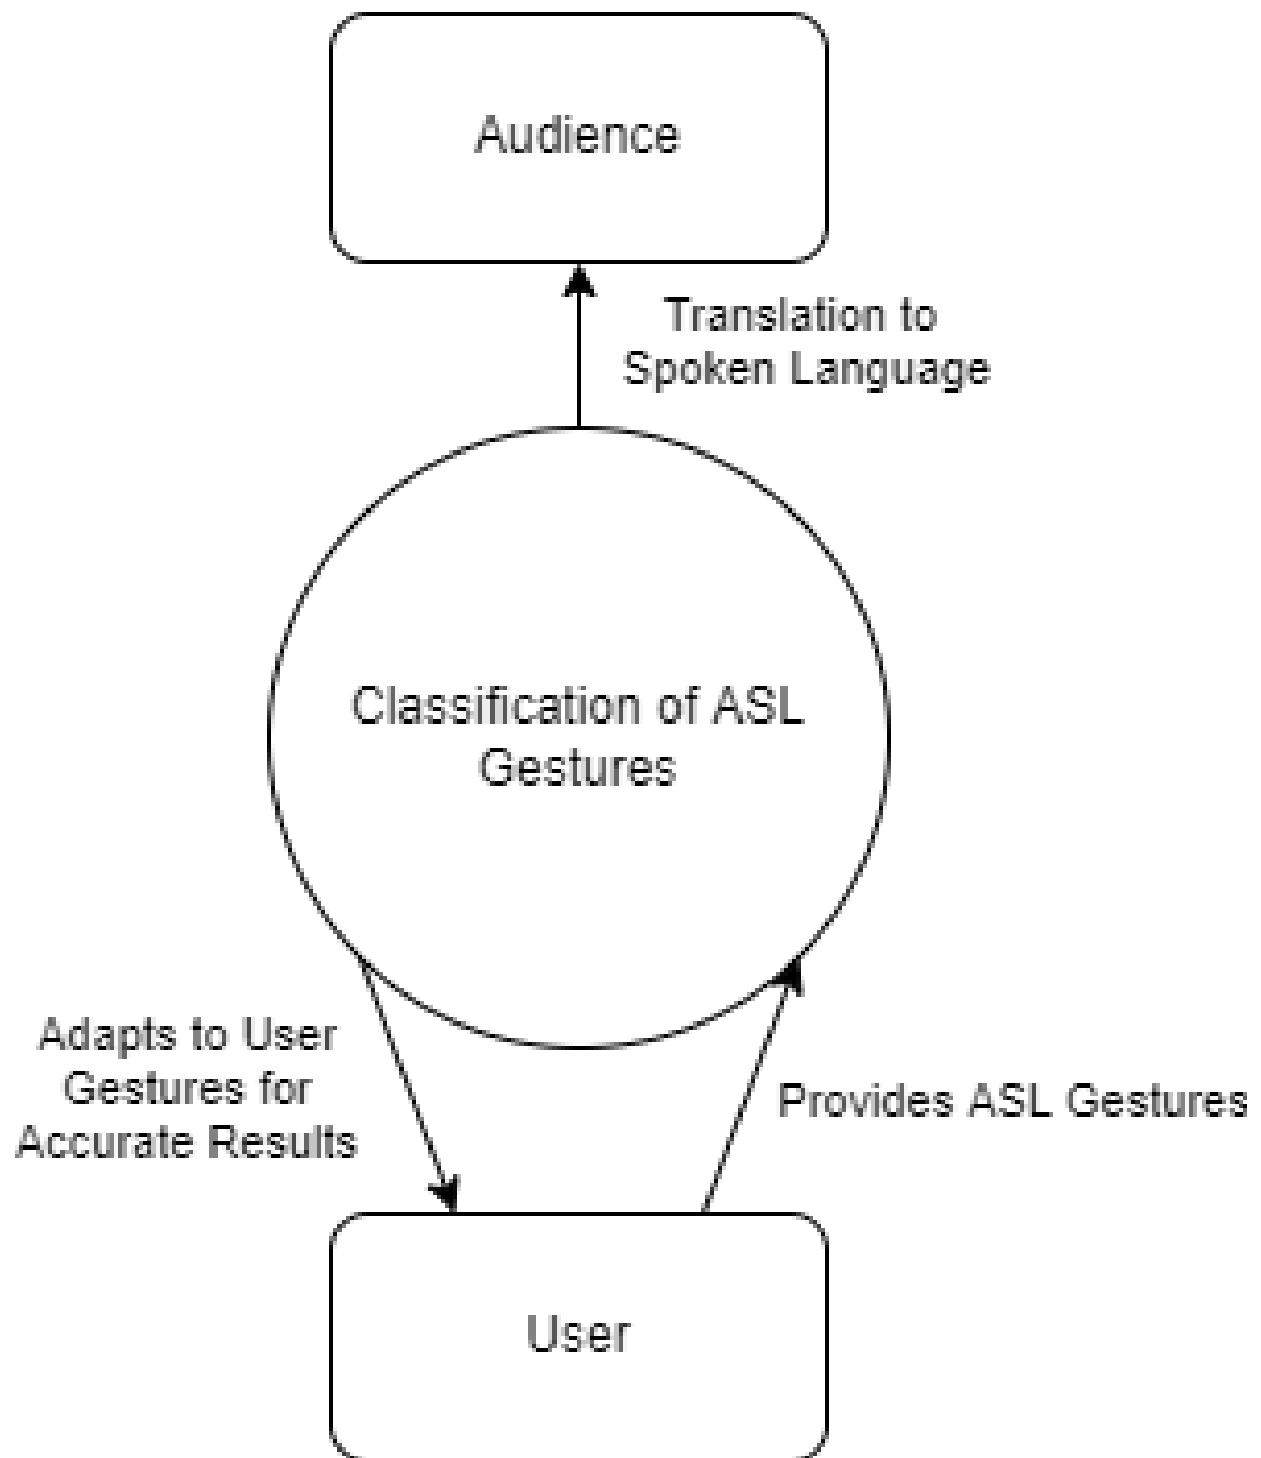 Audience
Translation to
Spoken Language
Classification of ASL
Gestures
Adapts to User
Gestures for
Accurate Results
Provides ASL Gestures
User